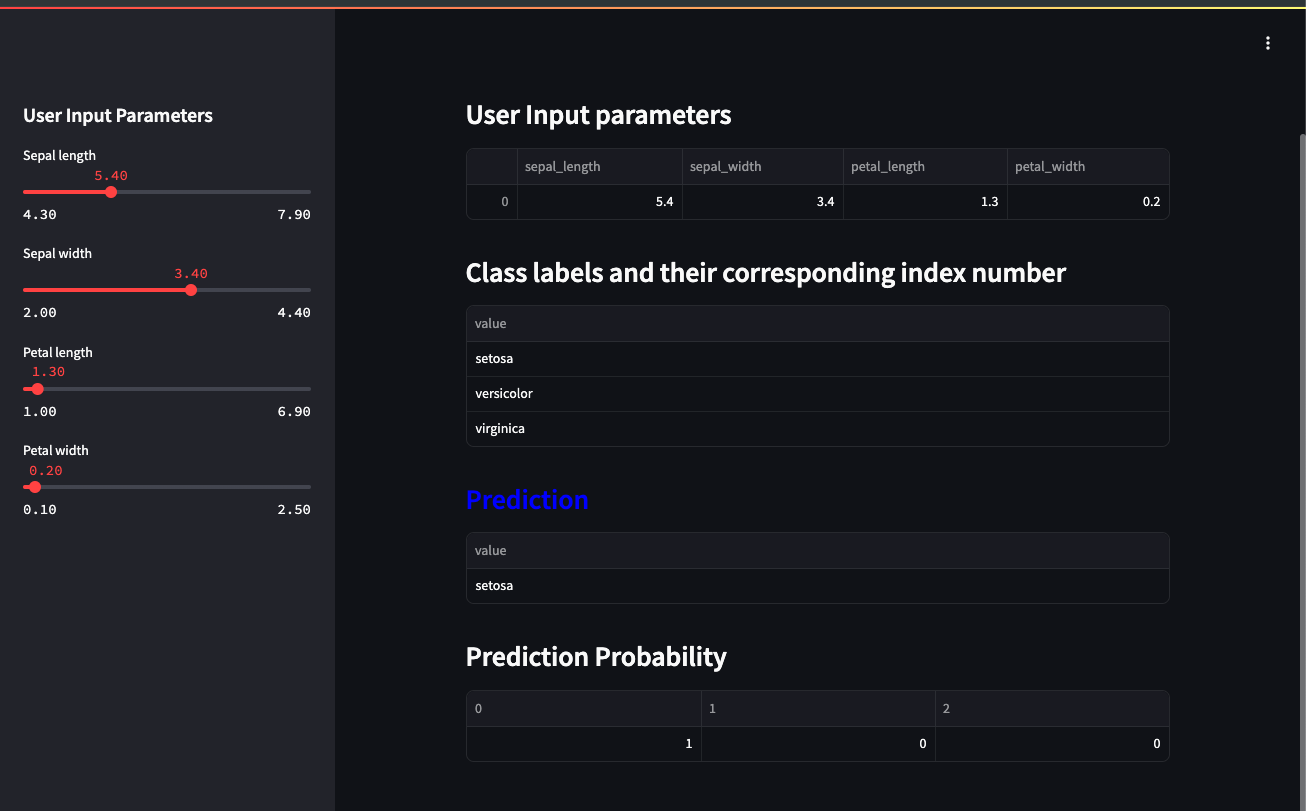 User Input Parameters
Sepal length
5.40
4.30 7.90
Sepal width
3.40
2.00 4.40
Petal length
1.30
1.00 6.90
Petal width
0.20
0.10 2.50
User Input parameters
sepal_length sepal_width petal_length petal_width
0 5.4 3.4 1.3 0.2
Class labels and their corresponding index number
value
setosa
versicolor
virginica
Prediction
value
setosa
Prediction Probability
0 1 2
1 0 0